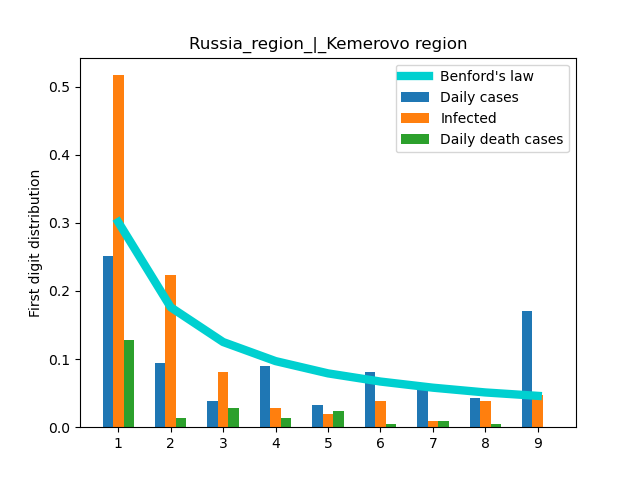 Russia_region_|_Kemerovo region
First digit distribution
0.5
0.4
0.3
0.2
0.1
0.0
1 2 3 4 5 6 7 8 9
Benford's law
Daily cases
Infected
Daily death cases